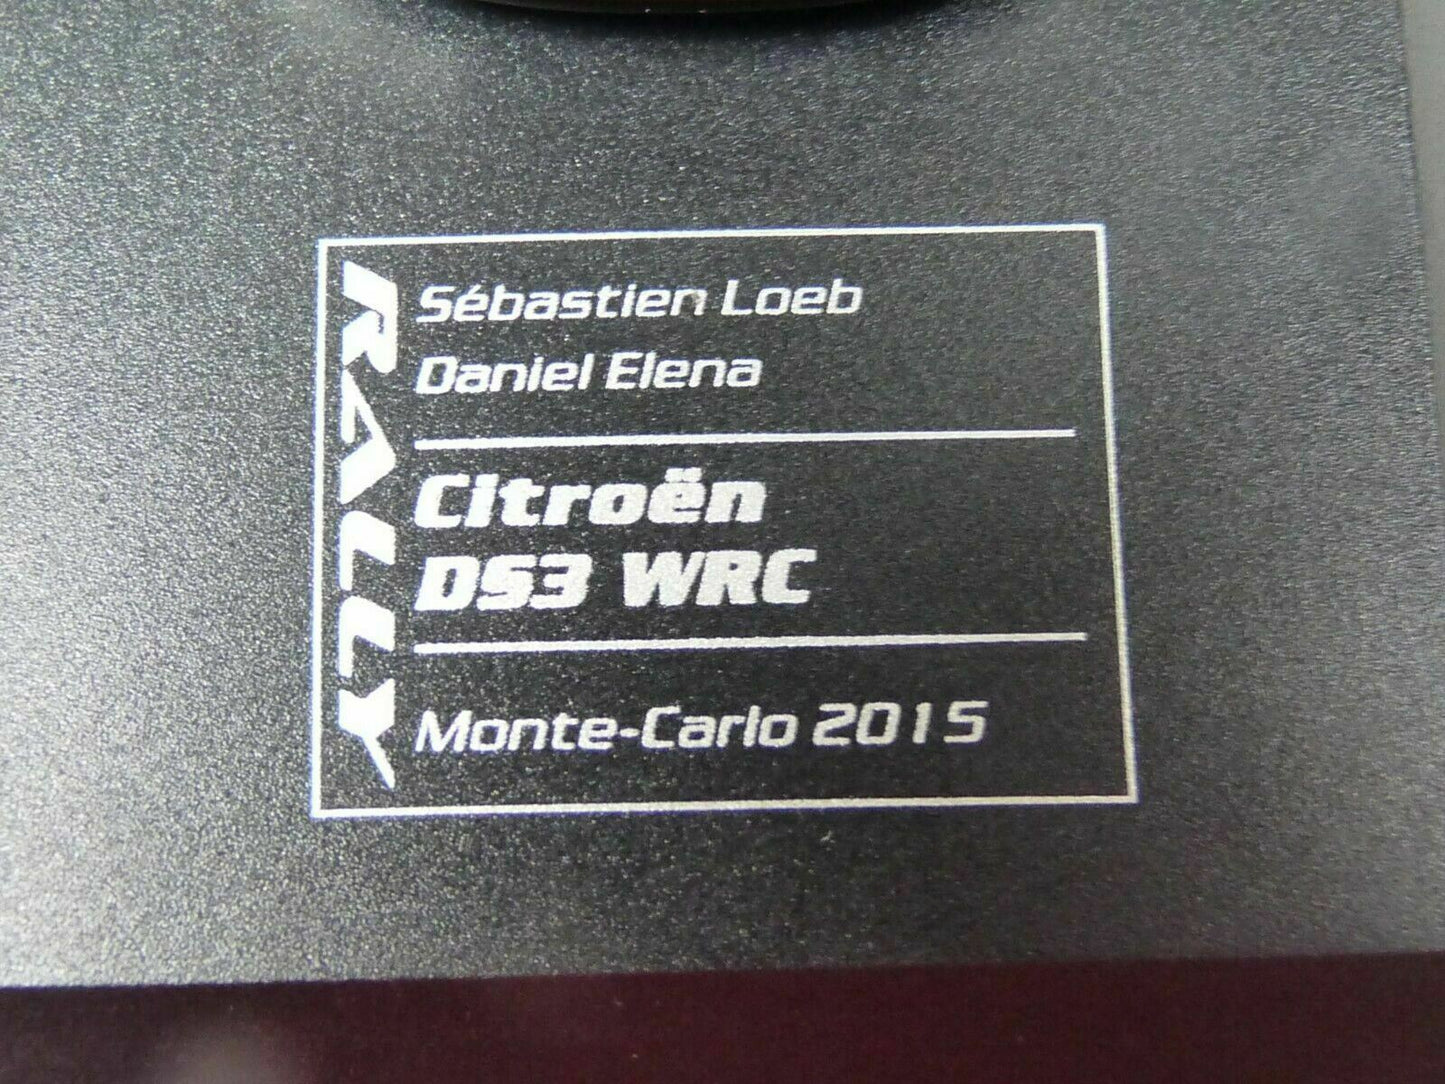 RALLY
Sébastien Loeb
Daniel Elena
Citroën
DS3 WRC
Monte-Carlo 2015